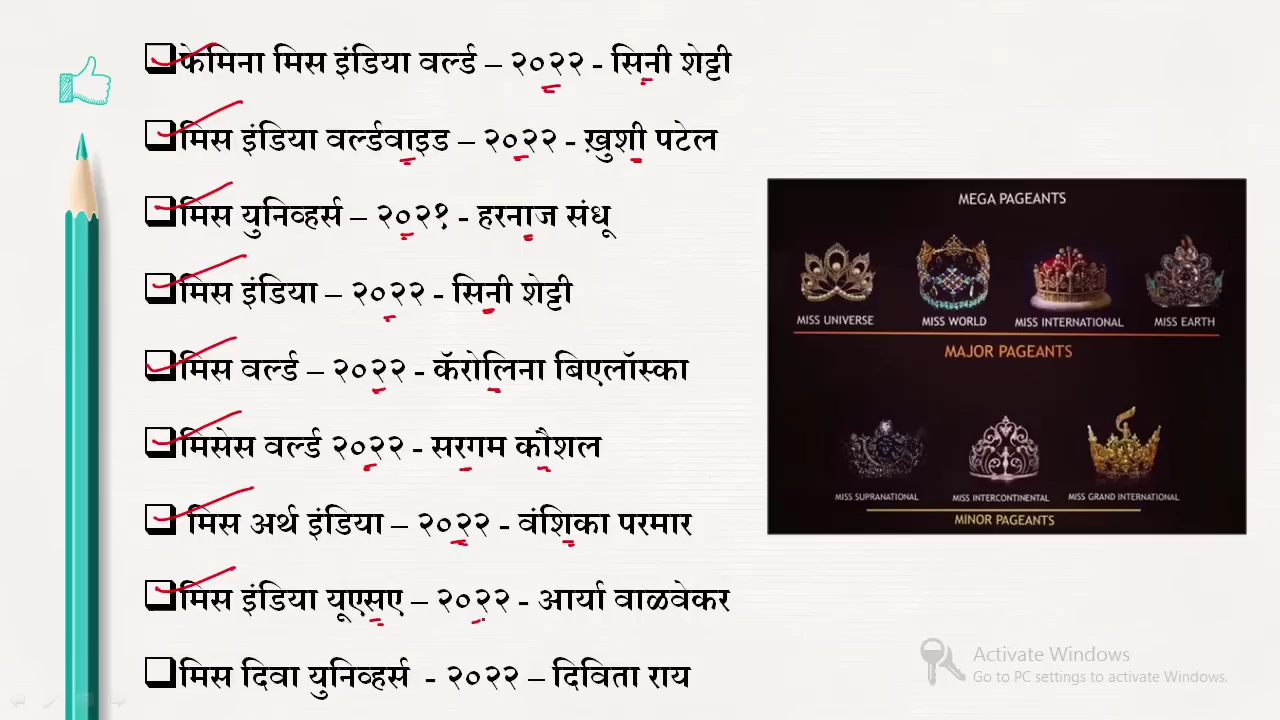 फेमिना मिस इंडिया वर्ल्ड – २०२२ - सिनी शेट्टी
मिस इंडिया वर्ल्डवाइड – २०२२ - ख़ुशी पटेल
मिस युनिव्हर्स – २०२१ - हरनाज संधू
मिस इंडिया – २०२२ - सिनी शेट्टी
मिस वर्ल्ड – २०२२ - कॅरोलिना बिएलॉस्का
मिसेस वर्ल्ड २०२२ - सरगम कौशल
मिस अर्थ इंडिया – २०२२ - वंशिका परमार
मिस इंडिया यूएसए – २०२२ - आर्या वाळवेकर
मिस दिवा युनिव्हर्स - २०२२ – दिविता राय
MEGA PAGEANTS
MISS UNIVERSE MISS WORLD MISS INTERNATIONAL MISS EARTH
MAJOR PAGEANTS
MISS SUPRANATIONAL MISS INTERCONTINENTAL MISS GRAND INTERNATIONAL
MINOR PAGEANTS
Activate Windows
Go to PC settings to activate Windows.